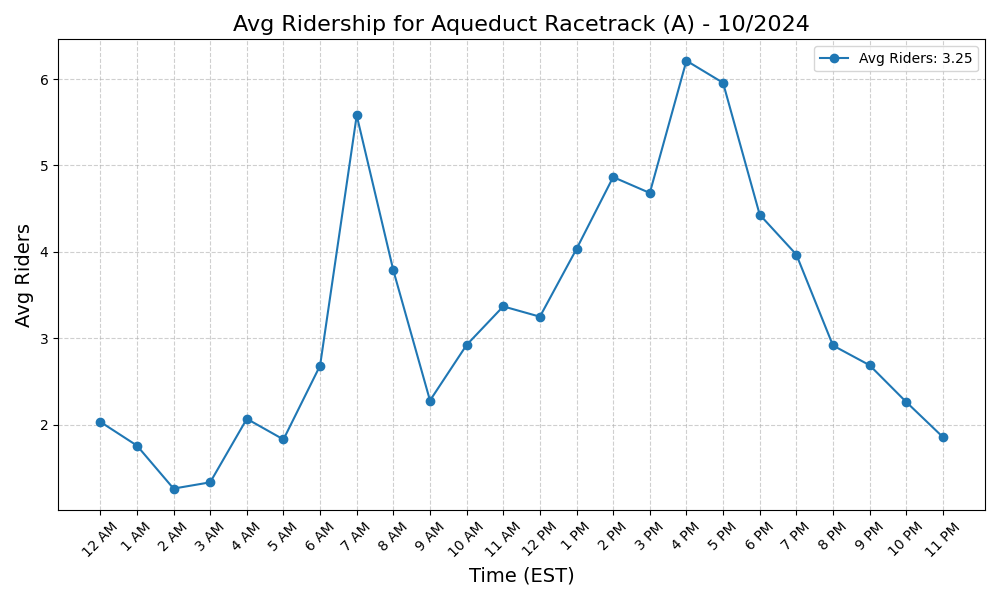 Avg Ridership for Aqueduct Racetrack (A) - 10/2024
Avg Riders: 3.25
Avg Riders
6
5
4
3
2
12 AM
1 AM
2 AM
3 AM
4 AM
5 AM
6 AM
7 AM
8 AM
9 AM
10 AM
11 AM
12 PM
1 PM
2 PM
3 PM
4 PM
5 PM
6 PM
7 PM
8 PM
9 PM
10 PM
11 PM
Time (EST)